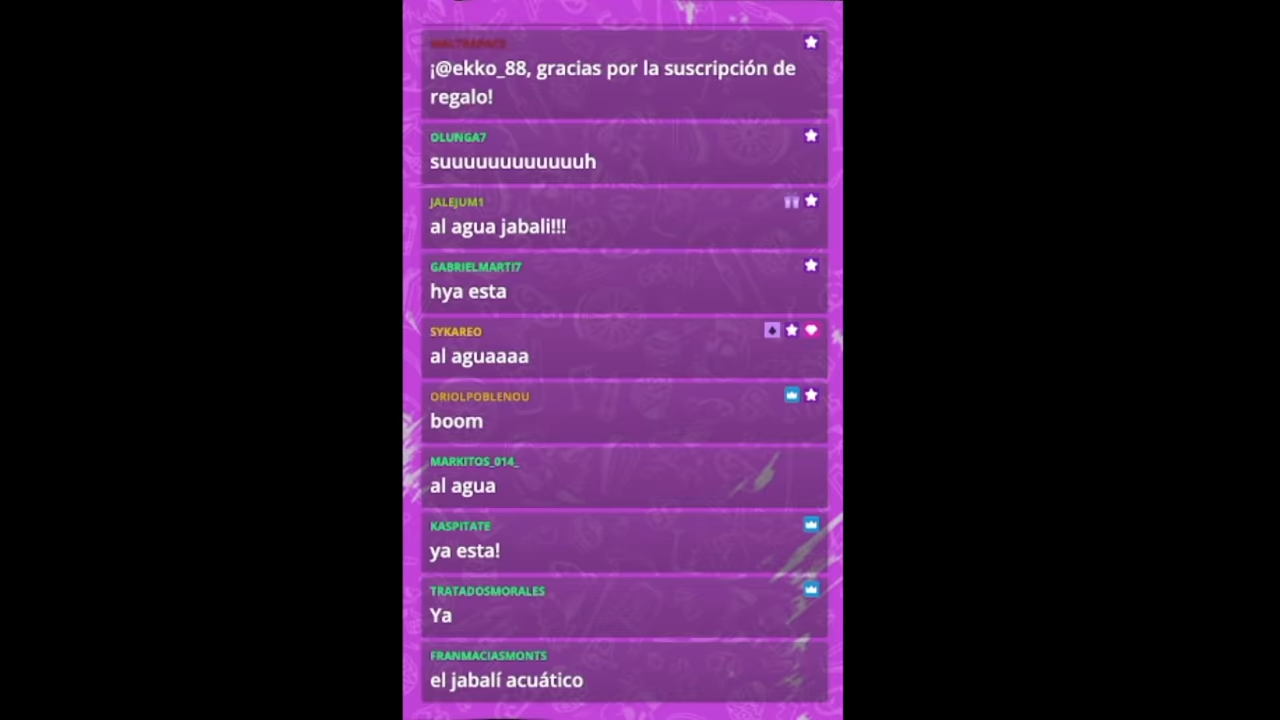 ¡@ekko_88, gracias por la suscripción de
regalo!
OLUNGA7
suuuuuuuuuuuuh
JALEJUM1
al agua jabali!!!
GABRIELMARTI7
hya esta
SYKAREO
al aguaaaa
ORIOLPOBLENOU
boom
MARKITOS_014_
al agua
KASPITATE
ya esta!
TRATADOSMORALES
Ya
FRANMACIASMONTS
el jabalí acuático